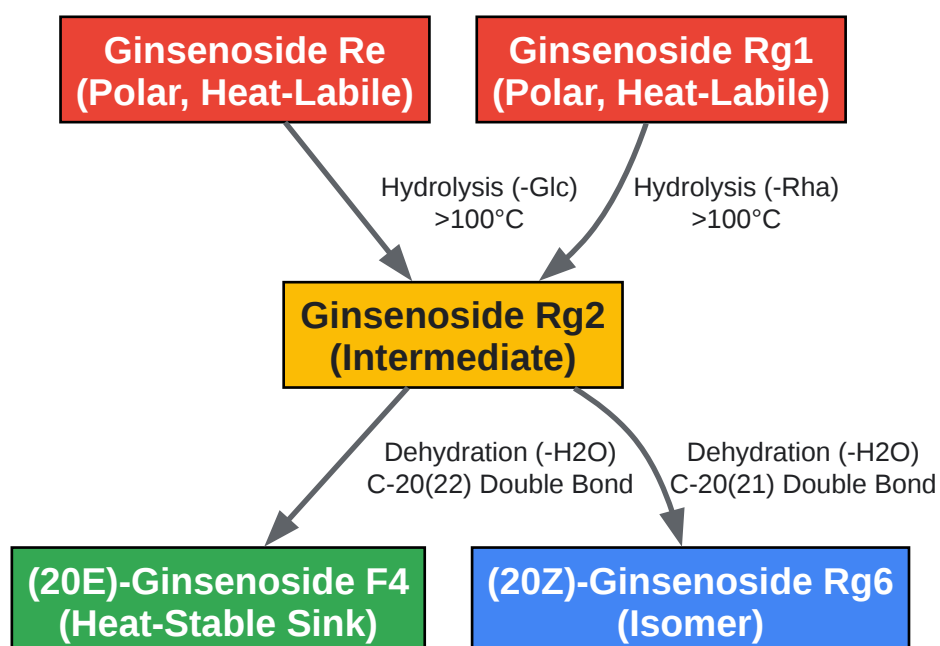 Ginsenoside Re
(Polar, Heat-Labile)
Ginsenoside Rg1
(Polar, Heat-Labile)
Hydrolysis (-Glc)
>100°C
Hydrolysis (-Rha)
>100°C
Ginsenoside Rg2
(Intermediate)
Dehydration (-H2O)
C-20(22) Double Bond
Dehydration (-H2O)
C-20(21) Double Bond
(20E)-Ginsenoside F4
(Heat-Stable Sink)
(20Z)-Ginsenoside Rg6
(Isomer)